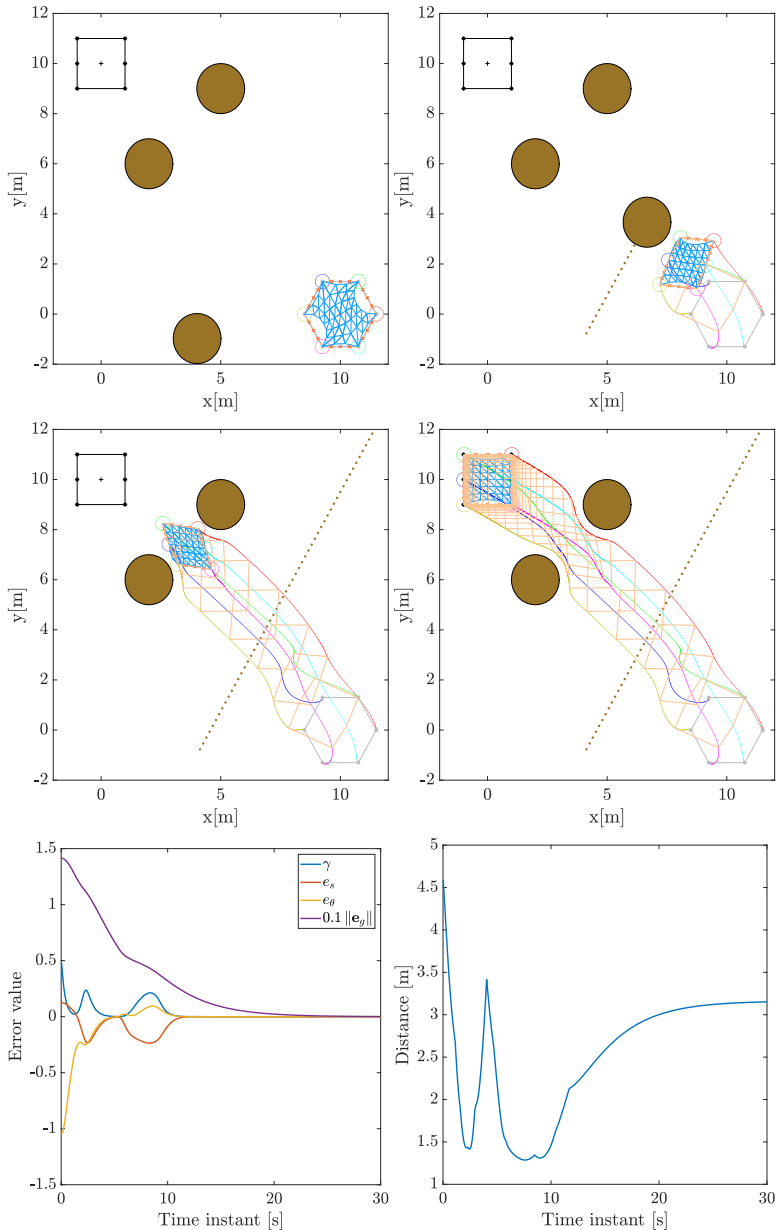 12 12
10 10
8 8
y[m] 6 y[m] 6
4 4
2 2
0 0
-2 -2
0 5 10 0 5 10
x[m] x[m]
12 12
10 10
8 8
y[m] 6 y[m] 6
4 4
2 2
0 0
-2 -2
0 5 10 0 5 10
x[m] x[m]
1.5
γ
e_s
e_θ
0.1 ‖e_g‖
1
0.5
Error value
0
-0.5
-1
-1.5
0 10 20 30
Time instant [s]
5
4.5
4
3.5
Distance [m]
3
2.5
2
1.5
1
0 10 20 30
Time instant [s]